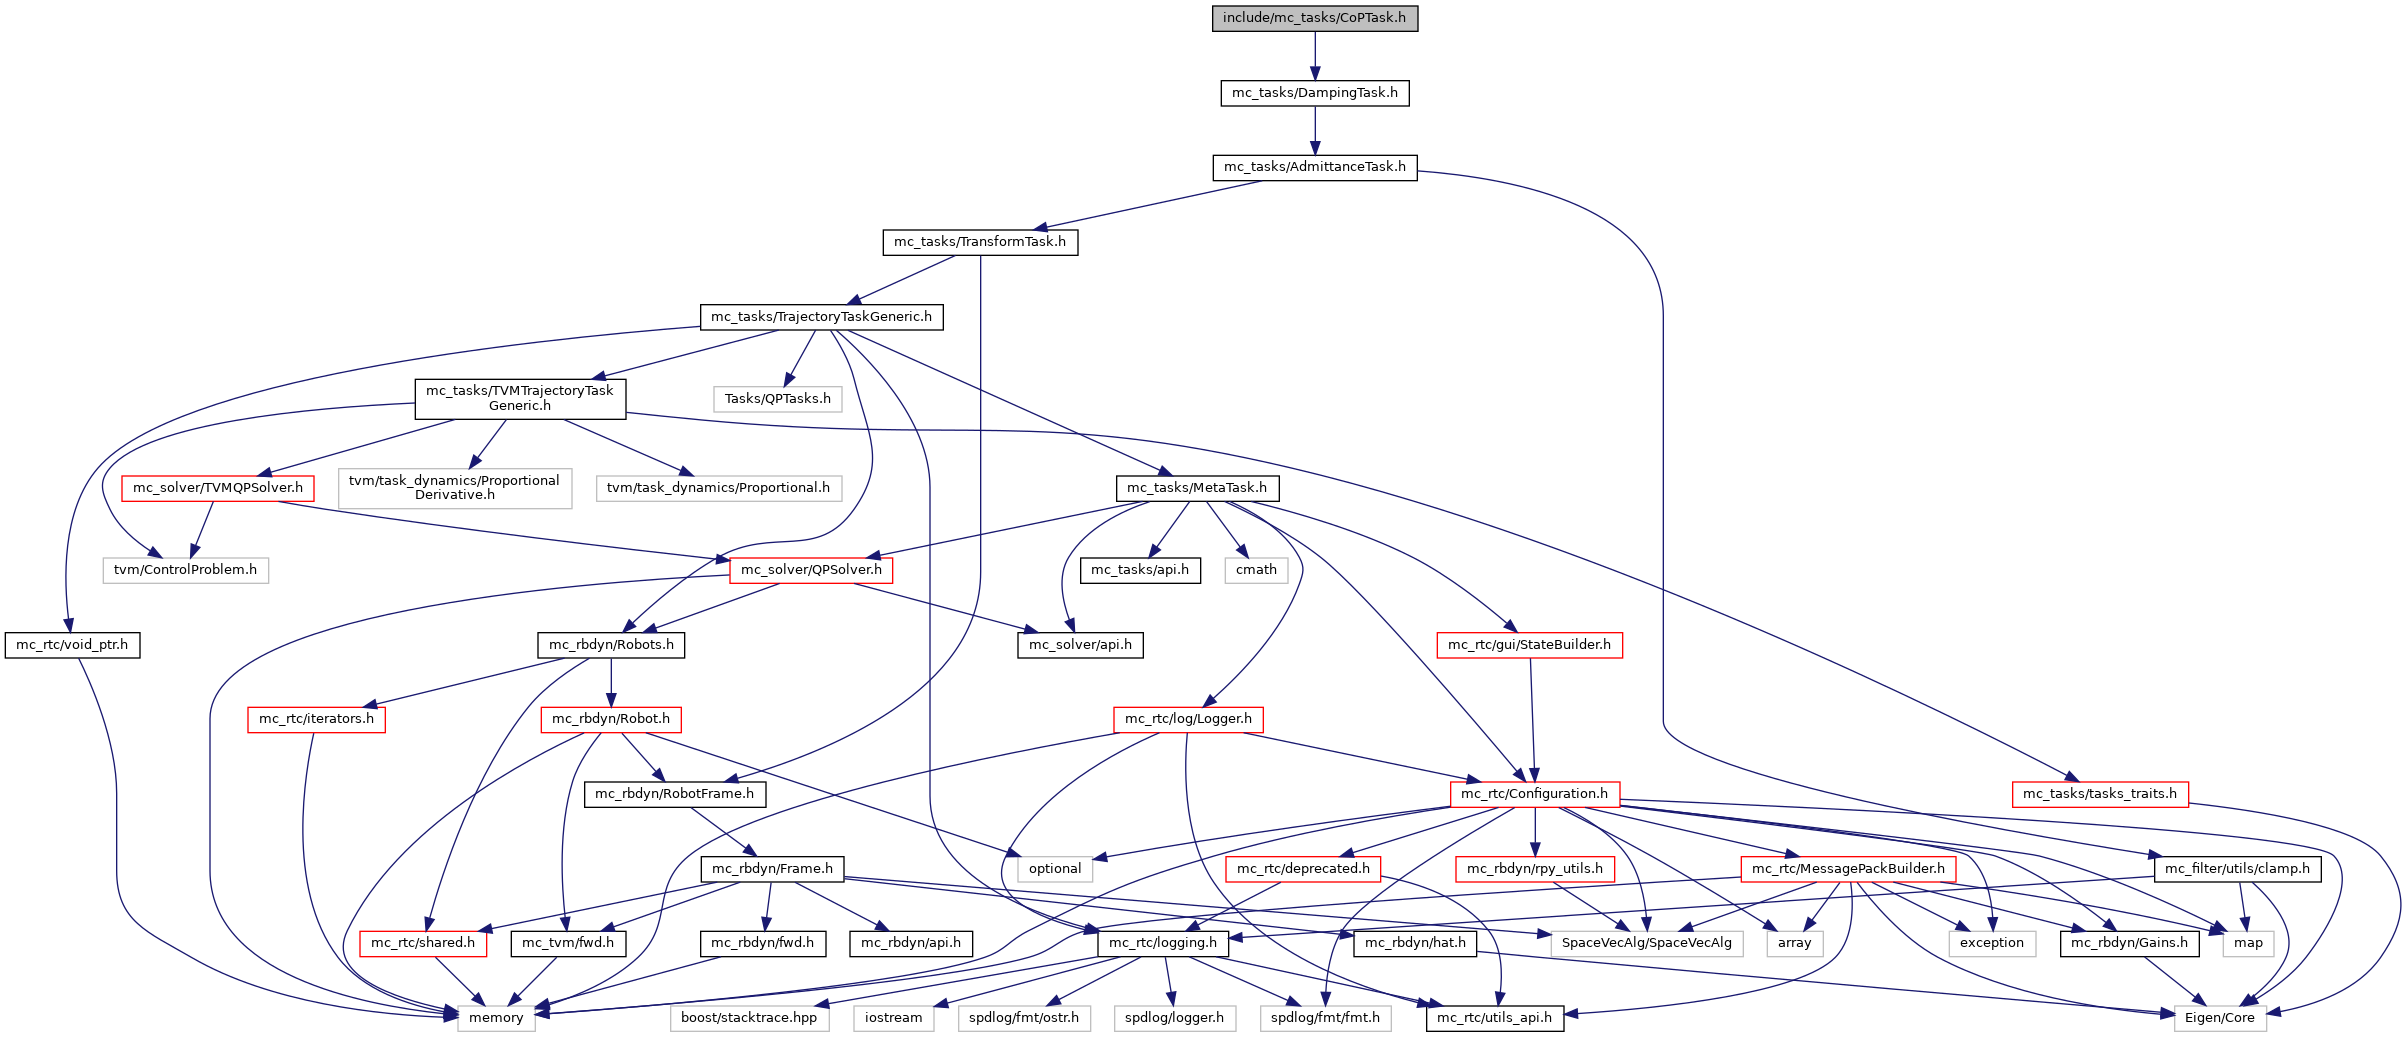 include/mc_tasks/CoPTask.h
mc_tasks/DampingTask.h
mc_tasks/AdmittanceTask.h
mc_tasks/TransformTask.h
mc_tasks/TrajectoryTaskGeneric.h
mc_tasks/TVMTrajectoryTask
Generic.h
Tasks/QPTasks.h
mc_solver/TVMQPSolver.h
tvm/task_dynamics/Proportional
Derivative.h
tvm/task_dynamics/Proportional.h
mc_tasks/MetaTask.h
tvm/ControlProblem.h
mc_solver/QPSolver.h
mc_tasks/api.h
cmath
mc_rtc/void_ptr.h
mc_rbdyn/Robots.h
mc_solver/api.h
mc_rtc/gui/StateBuilder.h
mc_rtc/iterators.h
mc_rbdyn/Robot.h
mc_rtc/log/Logger.h
mc_rbdyn/RobotFrame.h
mc_rtc/Configuration.h
mc_tasks/tasks_traits.h
mc_rbdyn/Frame.h
optional
mc_rtc/deprecated.h
mc_rbdyn/rpy_utils.h
mc_rtc/MessagePackBuilder.h
mc_filter/utils/clamp.h
mc_rtc/shared.h
mc_tvm/fwd.h
mc_rbdyn/fwd.h
mc_rbdyn/api.h
mc_rtc/logging.h
mc_rbdyn/hat.h
SpaceVecAlg/SpaceVecAlg
array
exception
mc_rbdyn/Gains.h
map
memory
boost/stacktrace.hpp
iostream
spdlog/fmt/ostr.h
spdlog/logger.h
spdlog/fmt/fmt.h
mc_rtc/utils_api.h
Eigen/Core